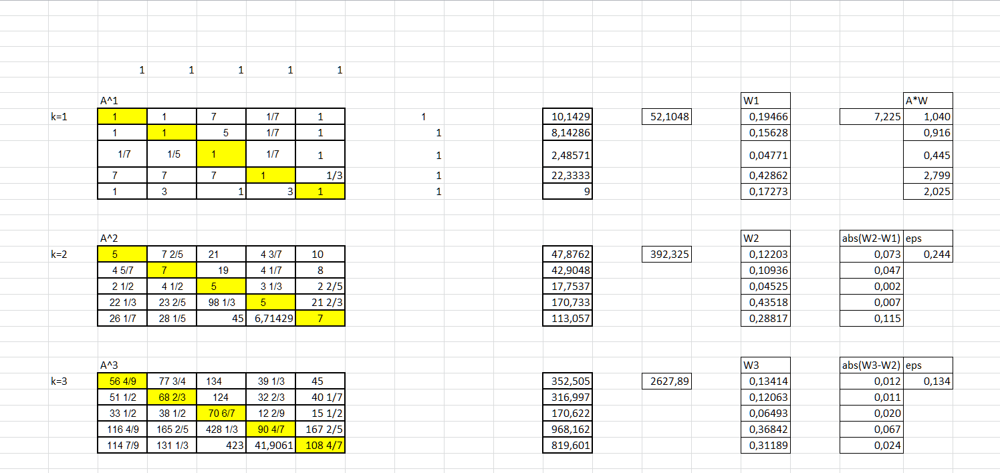 1 1 1 1 1
A^1 W1 A*W
k=1 1 1 7 1/7 1 1 10,1429 52,1048 0,19466 7,225 1,040
1 1 5 1/7 1 1 8,14286 0,15628 0,916
1/7 1/5 1 1/7 1 1 2,48571 0,04771 0,445
7 7 7 1 1/3 1 22,3333 0,42862 2,799
1 3 1 3 1 1 9 0,17273 2,025
A^2 W2 abs(W2-W1) eps
k=2 5 7 2/5 21 4 3/7 10 47,8762 392,325 0,12203 0,073 0,244
4 5/7 7 19 4 1/7 8 42,9048 0,10936 0,047
2 1/2 4 1/2 5 3 1/3 2 2/5 17,7537 0,04525 0,002
22 1/3 23 2/5 98 1/3 5 21 2/3 170,733 0,43518 0,007
26 1/7 28 1/5 45 6,71429 7 113,057 0,28817 0,115
A^3 W3 abs(W3-W2) eps
k=3 56 4/9 77 3/4 134 39 1/3 45 352,505 2627,89 0,13414 0,012 0,134
51 1/2 68 2/3 124 32 2/3 40 1/7 316,997 0,12063 0,011
33 1/2 38 1/2 70 6/7 12 2/9 15 1/2 170,622 0,06493 0,020
116 4/9 165 2/5 428 1/3 90 4/7 167 2/5 968,162 0,36842 0,067
114 7/9 131 1/3 423 41,9061 108 4/7 819,601 0,31189 0,024